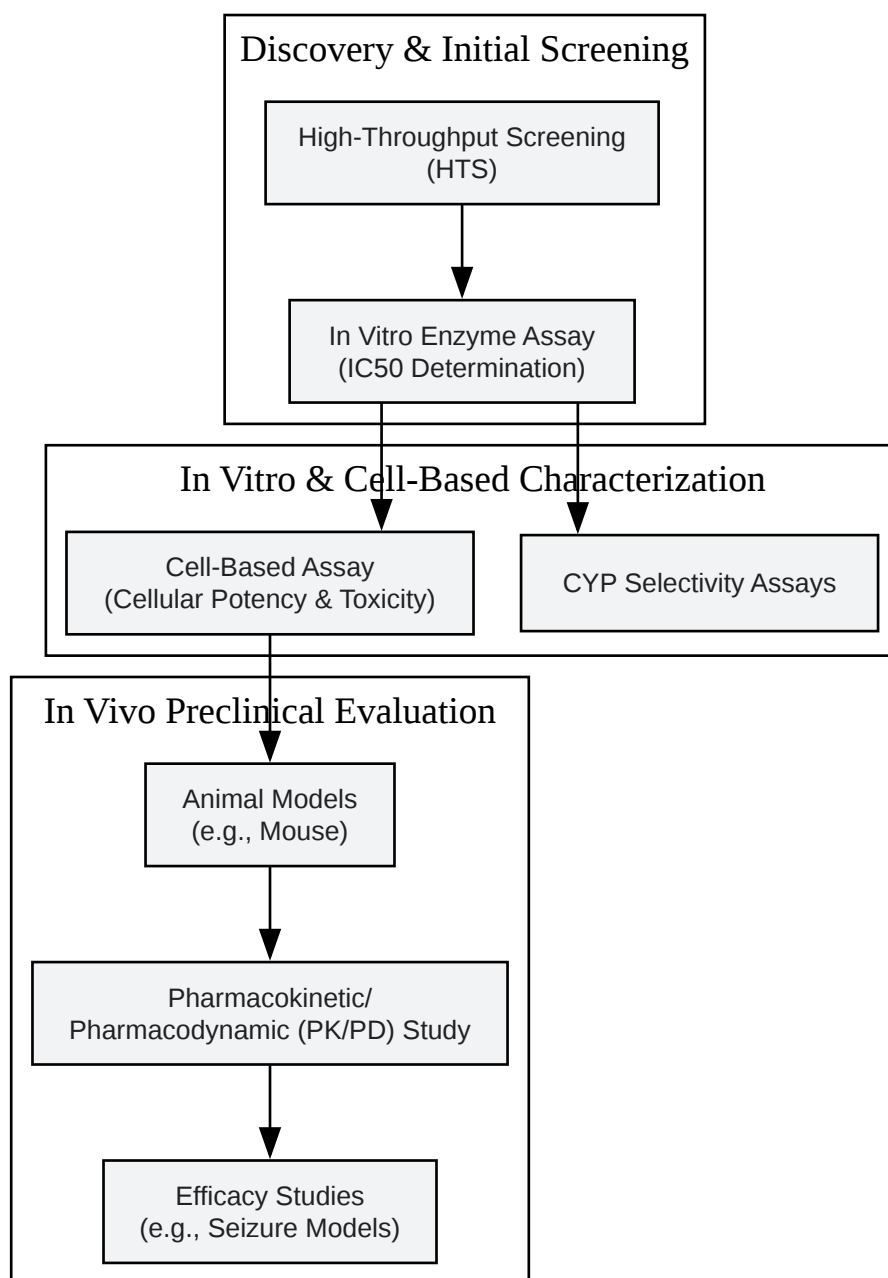 Discovery & Initial Screening
High-Throughput Screening
(HTS)
In Vitro Enzyme Assay
(IC50 Determination)
In Vitro & Cell-Based Characterization
Cell-Based Assay
(Cellular Potency & Toxicity)
CYP Selectivity Assays
In Vivo Preclinical Evaluation
Animal Models
(e.g., Mouse)
Pharmacokinetic/
Pharmacodynamic (PK/PD) Study
Efficacy Studies
(e.g., Seizure Models)